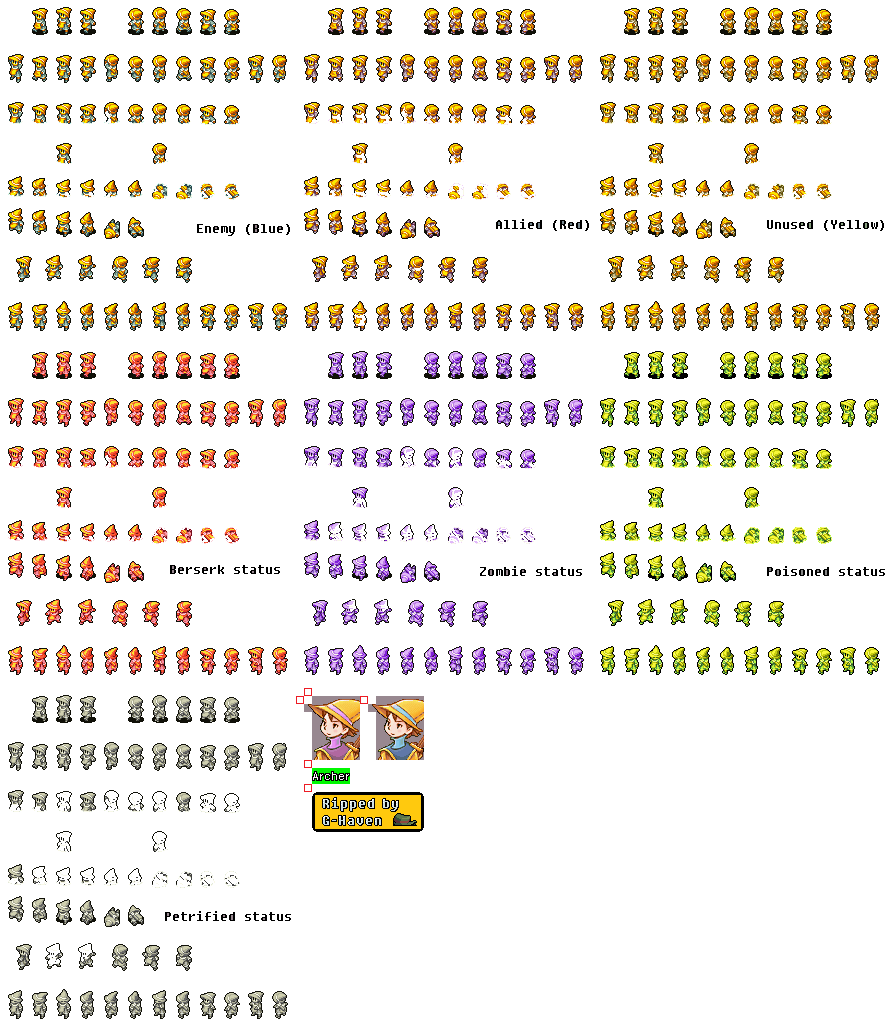 Enemy (Blue)
Allied (Red)
Unused (Yellow)
Berserk status
Zombie status
Poisoned status
Petrified status
Archer
Ripped by
G-Haven